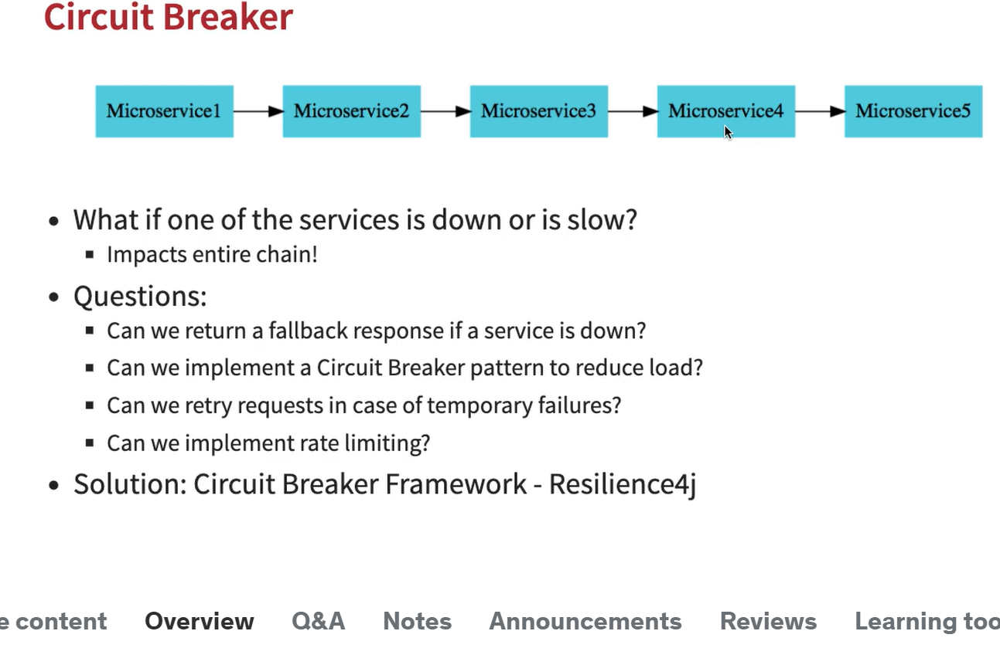 Circuit Breaker
Microservice1 Microservice2 Microservice3 Microservice4 Microservice5
What if one of the services is down or is slow?
Impacts entire chain!
Questions:
Can we return a fallback response if a service is down?
Can we implement a Circuit Breaker pattern to reduce load?
Can we retry requests in case of temporary failures?
Can we implement rate limiting?
Solution: Circuit Breaker Framework - Resilience4j
e content Overview Q&A Notes Announcements Reviews Learning too